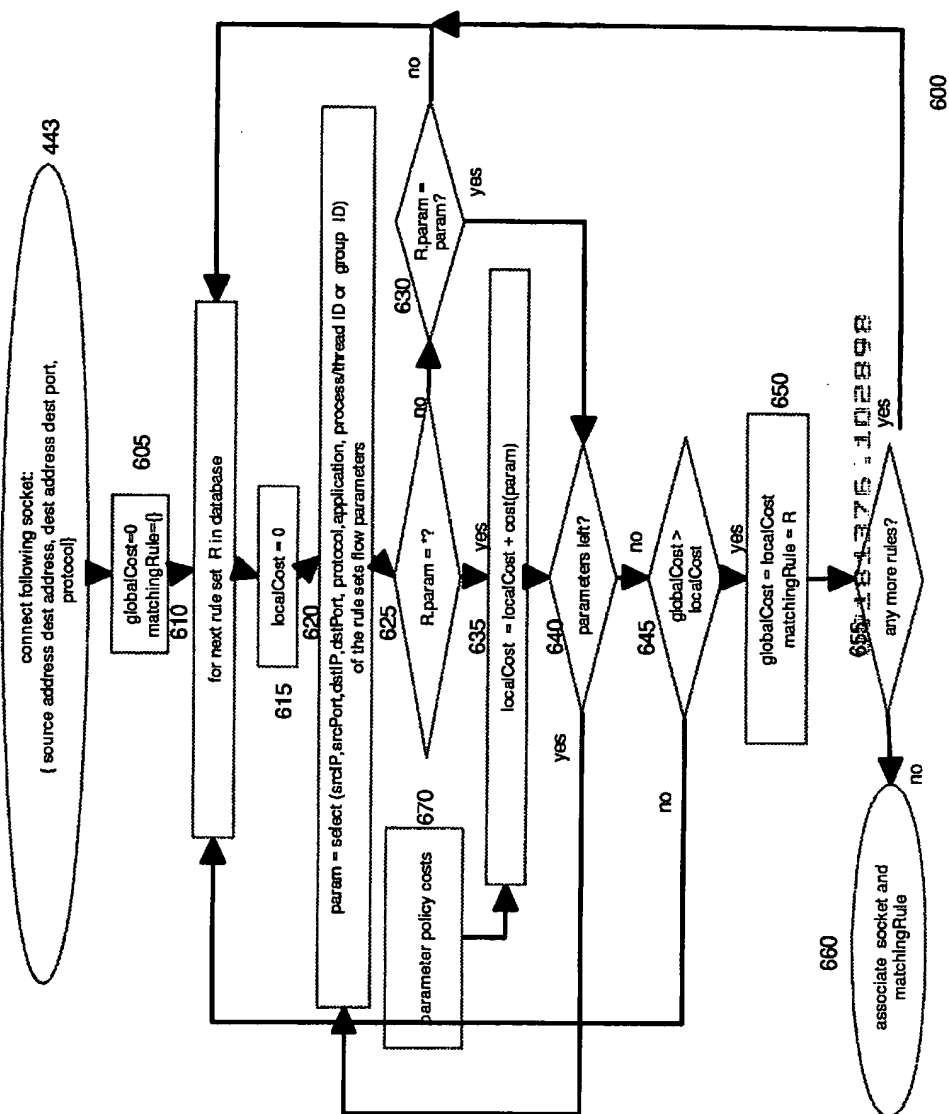 443
connect following socket:
{ source address dest address, dest address dest port,
protocol}
605
globalCost=0
matchingRule={}
610
for next rule set R in database
615
localCost = 0
620
param = select (srcIP,srcPort,dstIP,dstPort, protocol,application, process/thread ID or group ID)
of the rule sets flow parameters
625
R.param = *?
no
yes
630
R.param =
param?
no
yes
670
parameter policy costs
635
localCost = localCost + cost(param)
640
parameters left?
yes
no
645
globalCost >
localCost
no
yes
650
globalCost = localCost
matchingRule = R
655
any more rules?
yes
no
660
associate socket and
matchingRule
600
.102898